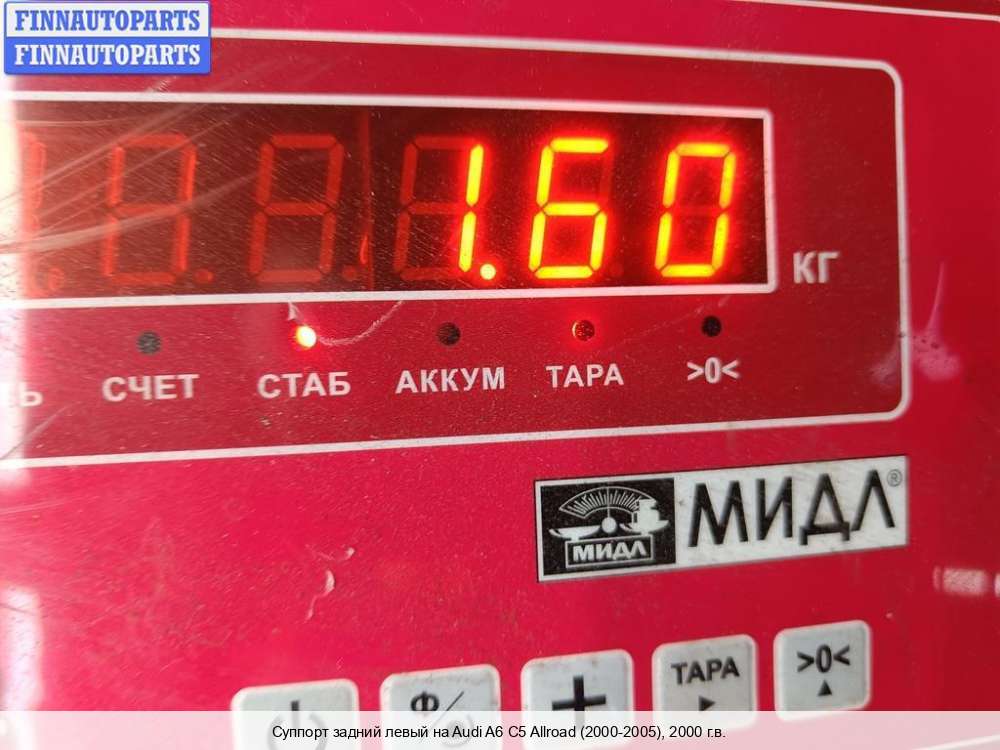 FINNAUTOPARTS
FINNAUTOPARTS
1.60
КГ
СЧЕТ СТАБ АККУМ ТАРА >0<
МИДЛ
МИДЛ®
Ф/
ТАРА >0<
Суппорт задний левый на Audi A6 C5 Allroad (2000-2005), 2000 г.в.